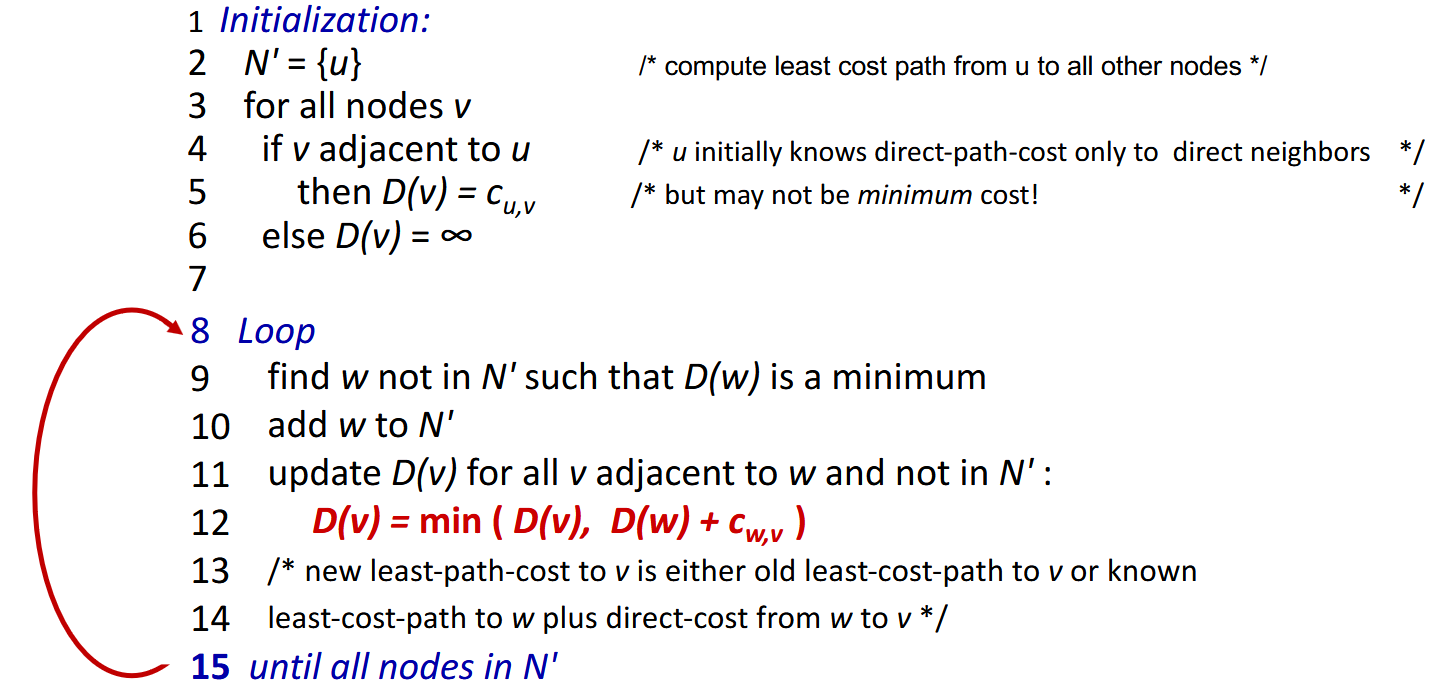 1 Initialization:
2 N' = {u} /* compute least cost path from u to all other nodes */
3 for all nodes v
4 if v adjacent to u /* u initially knows direct-path-cost only to direct neighbors */
5 then D(v) = cu,v /* but may not be minimum cost! */
6 else D(v) = ∞
7
8 Loop
9 find w not in N' such that D(w) is a minimum
10 add w to N'
11 update D(v) for all v adjacent to w and not in N' :
12 D(v) = min ( D(v), D(w) + cw,v )
13 /* new least-path-cost to v is either old least-cost-path to v or known
14 least-cost-path to w plus direct-cost from w to v */
15 until all nodes in N'